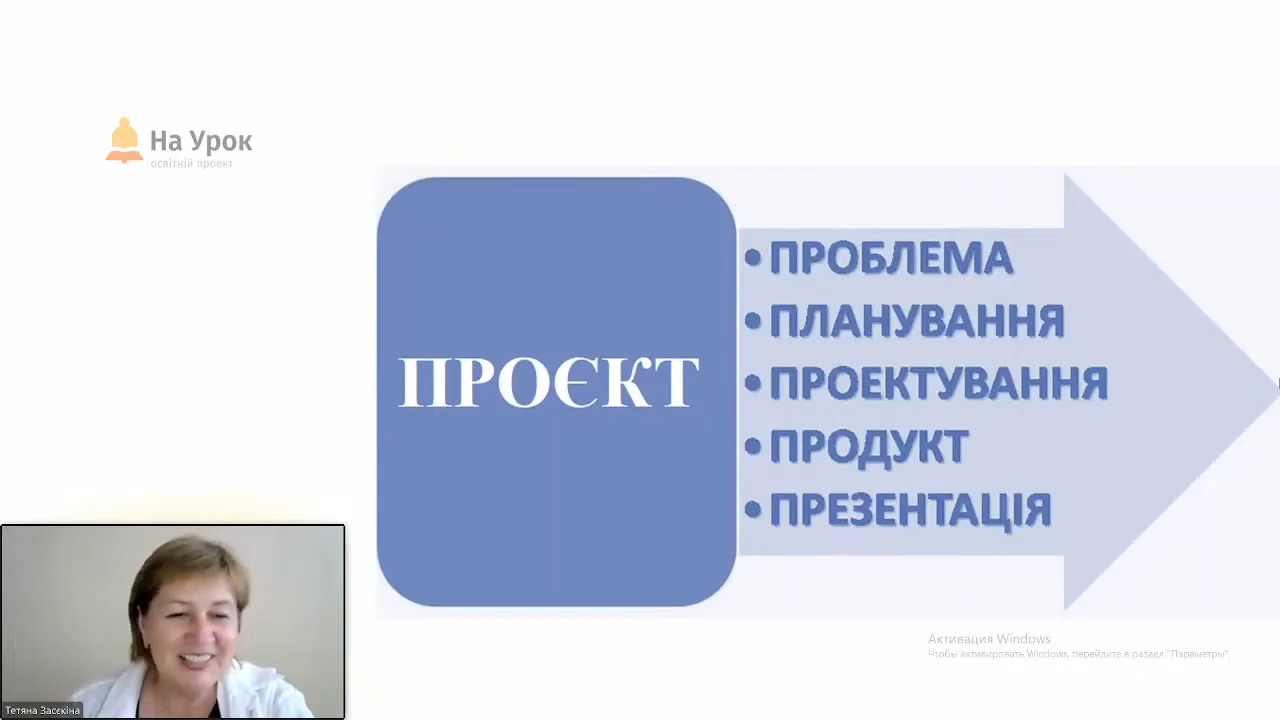 На Урок
освітній проект
ПРОЄКТ
• ПРОБЛЕМА
• ПЛАНУВАННЯ
• ПРОЕКТУВАННЯ
• ПРОДУКТ
• ПРЕЗЕНТАЦІЯ
Активация Windows
Чтобы активировать Windows, перейдите в раздел "Параметры".
Тетяна Засєкіна